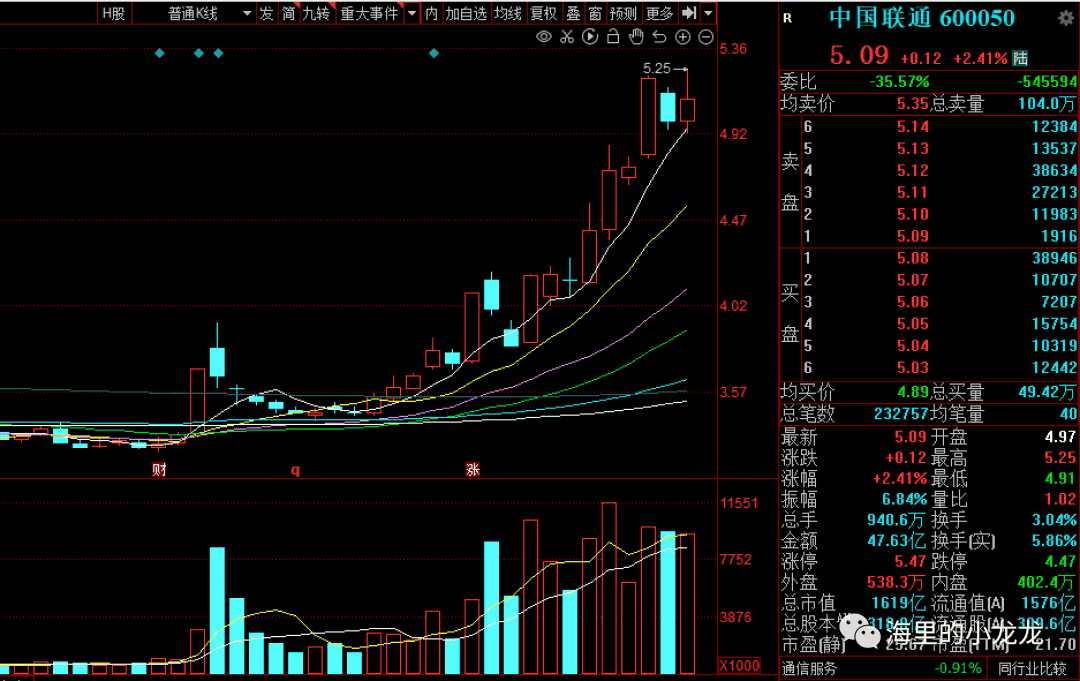 H股 普通K线 发 简 九转 重大事件 内 加自选 均线 复权 叠 窗 预测 更多
5.36
5.25
4.92
4.47
4.02
3.57
财 q 涨
11551
7752
3876
X1000
R 中国联通 600050
5.09 +0.12 +2.41% 陆
委比 -35.57% -545594
均卖价 5.35 总卖量 104.0万
卖盘
6 5.14 12384
5 5.13 13537
4 5.12 38634
3 5.11 27213
2 5.10 11983
1 5.09 1916
买盘
1 5.08 38946
2 5.07 10707
3 5.06 7207
4 5.05 15754
5 5.04 10319
6 5.03 12442
均买价 4.89 总买量 49.42万
总笔数 232757 均笔量 40
最新 5.09 开盘 4.97
涨跌 +0.12 最高 5.25
涨幅 +2.41% 最低 4.91
振幅 6.84% 量比 1.02
总手 940.6万 换手 3.04%
金额 47.63亿 换手(实) 5.86%
涨停 5.47 跌停 4.47
外盘 538.3万 内盘 402.4万
总市值 1619亿 流通值(A) 1576亿
总股本 流通股(A)
市盈(静) 市盈(TTM) 21.70
海里的小龙龙
通信服务 -0.91% 同行业比较